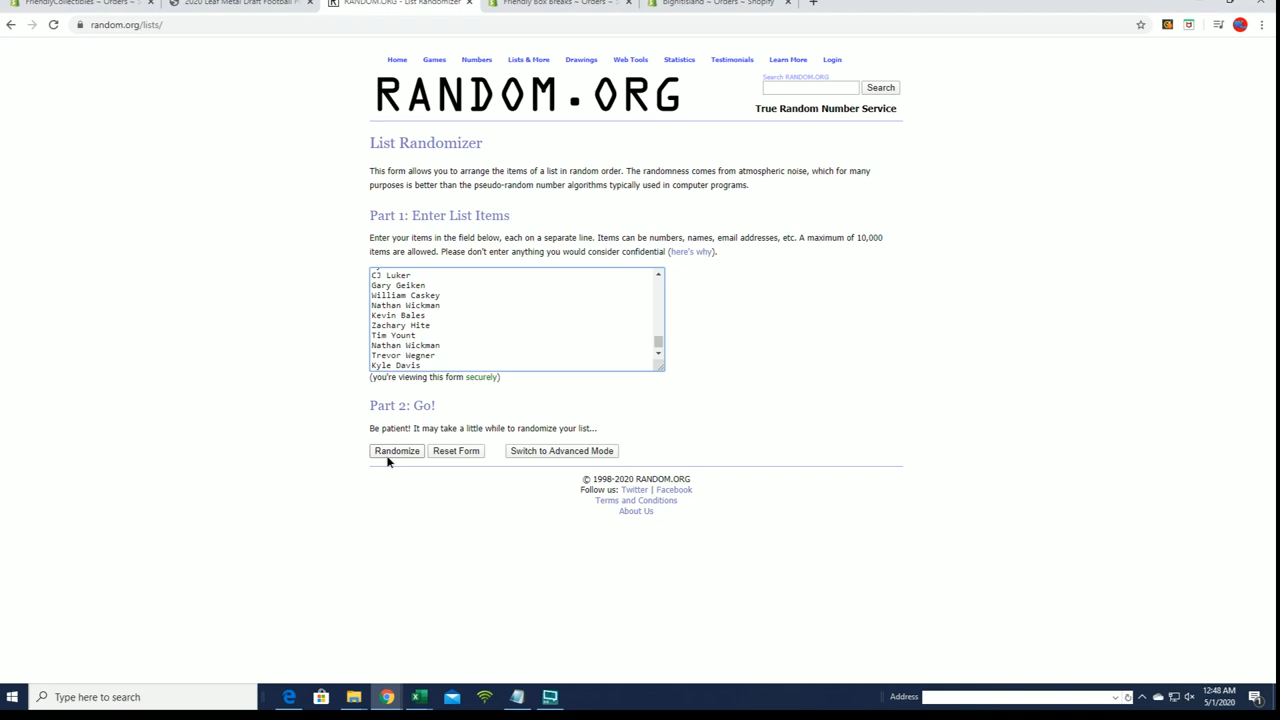 FriendlyCollectibles ~ Orders ~ S
2020 Leaf Metal Draft Football
RANDOM.ORG - List Randomizer
Friendly Box Breaks ~ Orders ~ S
bighitisland ~ Orders ~ Shopify
random.org/lists/
Home Games Numbers Lists & More Drawings Web Tools Statistics Testimonials Learn More Login
RANDOM.ORG
Search RANDOM.ORG
Search
True Random Number Service
List Randomizer
This form allows you to arrange the items of a list in random order. The randomness comes from atmospheric noise, which for many
purposes is better than the pseudo-random number algorithms typically used in computer programs.
Part 1: Enter List Items
Enter your items in the field below, each on a separate line. Items can be numbers, names, email addresses, etc. A maximum of 10,000
items are allowed. Please don't enter anything you would consider confidential (here's why).
CJ Luker
Gary Geiken
William Caskey
Nathan Wickman
Kevin Bales
Zachary Hite
Tim Yount
Nathan Wickman
Trevor Wegner
Kyle Davis
(you're viewing this form securely)
Part 2: Go!
Be patient! It may take a little while to randomize your list...
Randomize Reset Form Switch to Advanced Mode
© 1998-2020 RANDOM.ORG
Follow us: Twitter | Facebook
Terms and Conditions
About Us
Type here to search
Address
12:48 AM
5/1/2020